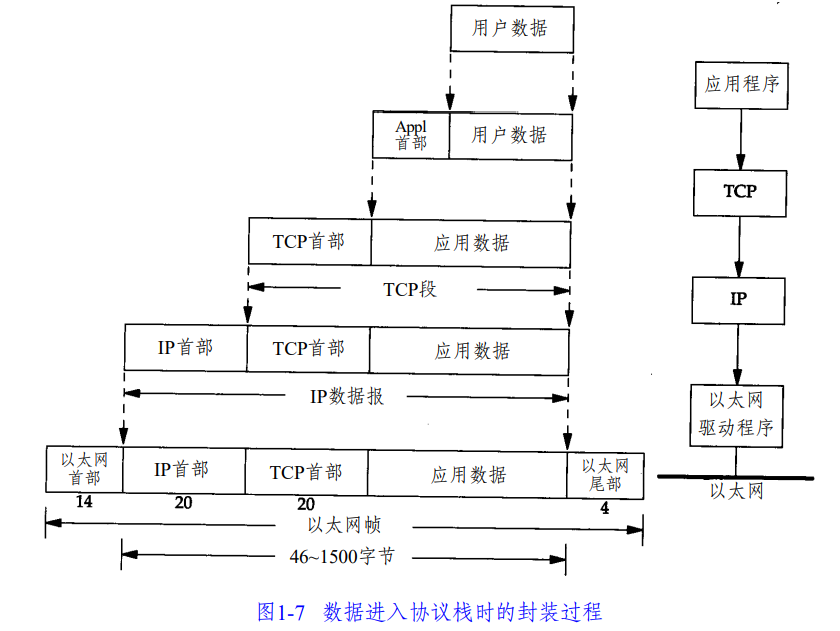 用户数据
应用程序
Appl
首部
用户数据
TCP
TCP首部
应用数据
TCP段
IP
IP首部
TCP首部
应用数据
IP数据报
以太网
驱动程序
以太网
首部
IP首部
TCP首部
应用数据
以太网
尾部
以太网
14
20
20
4
以太网帧
46~1500字节
图1-7 数据进入协议栈时的封装过程